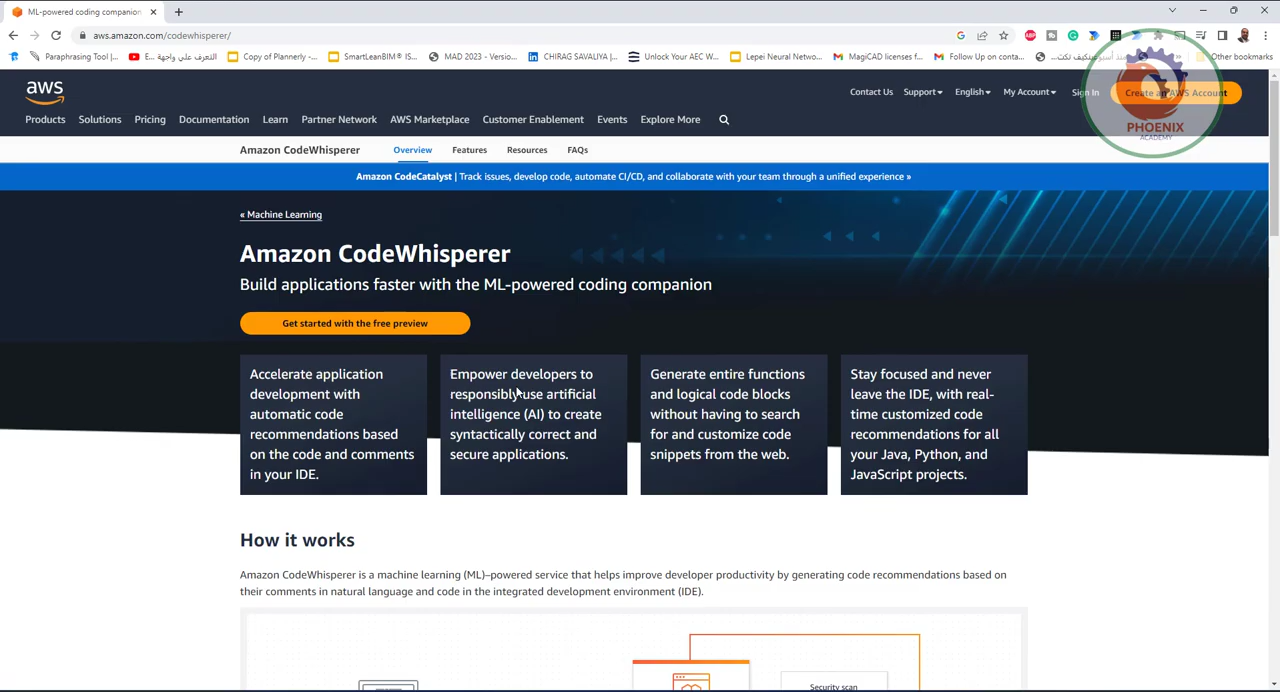 ML-powered coding companion
aws.amazon.com/codewhisperer/
Paraphrasing Tool |...
E... التعرف علي واجهة
Copy of Plannerly -...
SmartLeanBIM® IS...
MAD 2023 - Versio...
CHIRAG SAVALIYA |...
Unlock Your AEC W...
Lepei Neural Networ...
MagiCAD licenses f...
Follow Up on conta...
Other bookmarks
aws
Contact Us
Support
English
My Account
Sign In
Create an AWS Account
PHOENIX
ACADEMY
Products
Solutions
Pricing
Documentation
Learn
Partner Network
AWS Marketplace
Customer Enablement
Events
Explore More
Amazon CodeWhisperer
Overview
Features
Resources
FAQs
Amazon CodeCatalyst | Track issues, develop code, automate CI/CD, and collaborate with your team through a unified experience »
« Machine Learning
Amazon CodeWhisperer
Build applications faster with the ML-powered coding companion
Get started with the free preview
Accelerate application
development with
automatic code
recommendations based
on the code and comments
in your IDE.
Empower developers to
responsibly use artificial
intelligence (AI) to create
syntactically correct and
secure applications.
Generate entire functions
and logical code blocks
without having to search
for and customize code
snippets from the web.
Stay focused and never
leave the IDE, with real-
time customized code
recommendations for all
your Java, Python, and
JavaScript projects.
How it works
Amazon CodeWhisperer is a machine learning (ML)–powered service that helps improve developer productivity by generating code recommendations based on
their comments in natural language and code in the integrated development environment (IDE).
Security scan